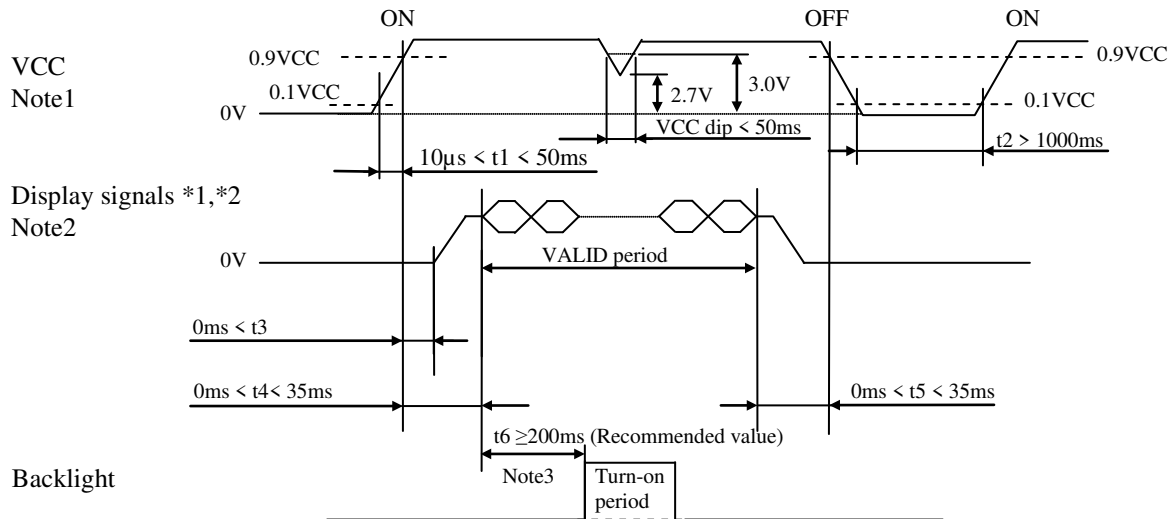 ON OFF ON
VCC
Note1
0.9VCC 0.9VCC
0.1VCC 0.1VCC
0V
2.7V
3.0V
VCC dip < 50ms
10μs < t1 < 50ms
t2 > 1000ms
Display signals *1,*2
Note2
0V
VALID period
0ms < t3
0ms < t4< 35ms
0ms < t5 < 35ms
t6 ≥200ms (Recommended value)
Note3
Backlight
Turn-on
period